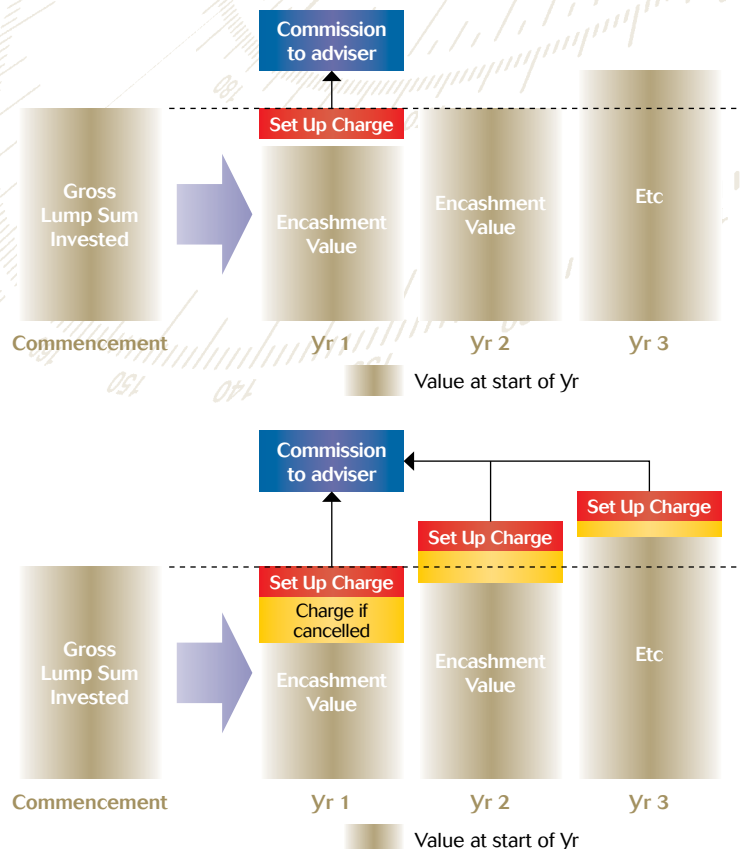 Commission
to adviser
Set Up Charge
Gross
Lump Sum
Invested
Encashment
Value
Encashment
Value
Etc
Commencement
Yr 1
Yr 2
Yr 3
Value at start of Yr
160
150
140
Commission
to adviser
Set Up Charge
Set Up Charge
Set Up Charge
Charge if
cancelled
Gross
Lump Sum
Invested
Encashment
Value
Encashment
Value
Etc
Commencement
Yr 1
Yr 2
Yr 3
Value at start of Yr